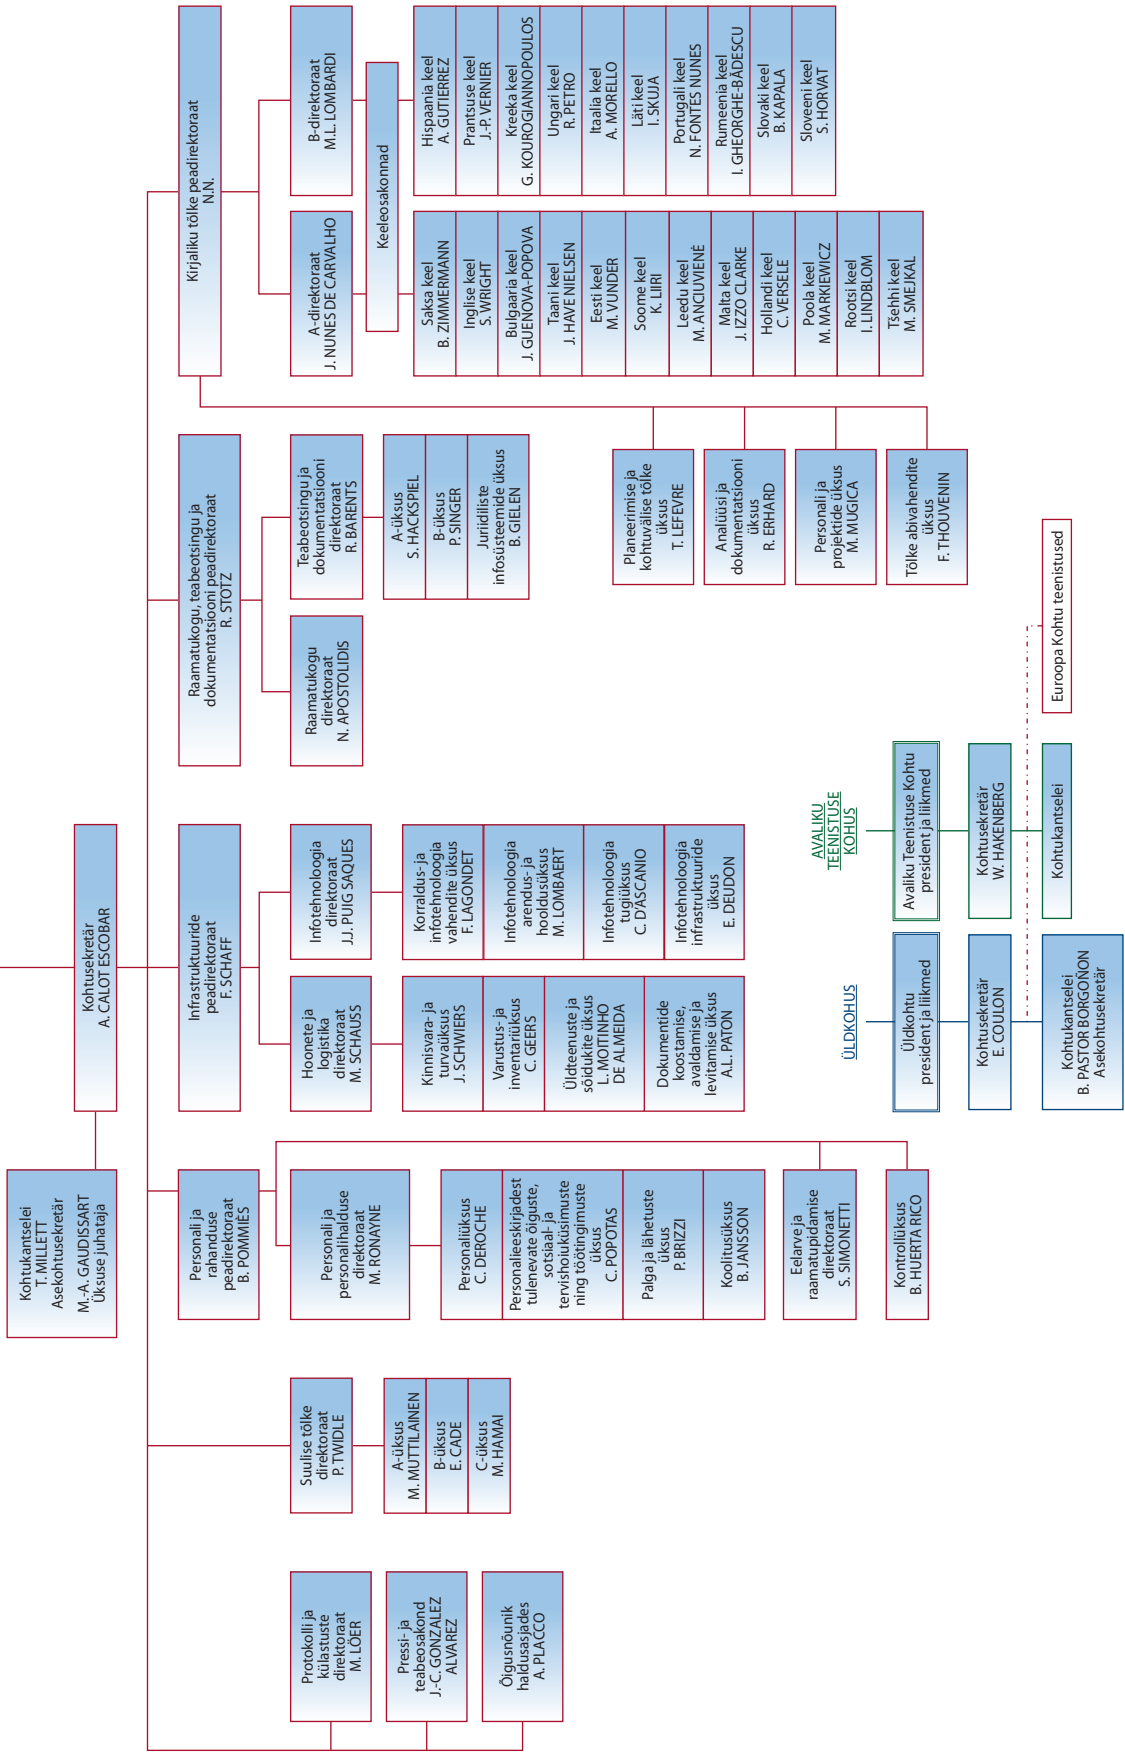 Kohtusekretär
A. CALOT ESCOBAR
Kohtukantselei
T. MILLETT
Asekohtusekretär
M.-A. GAUDISSART
Üksuse juhataja
Protokolli ja
külastuste
direktoraat
M. LÖER
Pressi- ja
teabeosakond
J.-C. GONZALEZ
ALVAREZ
Õigusnõunik
haldusasjades
A. PLACCO
Suulise tõlke
direktoraat
P. TWIDLE
A-üksus
M. MUTTILAINEN
B-üksus
E. CADE
C-üksus
M. HAMAI
Personali ja
rahanduse
peadirektoraat
B. POMMIÈS
Personali ja
personalihalduse
direktoraat
M. RONAYNE
Personaliüksus
C. DEROCHE
Personalieeskirjadest
tulenevate õiguste,
sotsiaal- ja
tervishoiuküsimuste
ning töötingimuste
üksus
C. POPOTAS
Palga ja lähetuste
üksus
P. BRIZZI
Koolitusüksus
B. JANSSON
Eelarve ja
raamatupidamise
direktoraat
S. SIMONETTI
Kontrollüksus
B. HUERTA RICO
Infrastruktuuride
peadirektoraat
F. SCHAFF
Hoonete ja
logistika
direktoraat
M. SCHAUSS
Kinnisvara- ja
turvaüksus
J. SCHWIERS
Varustus- ja
inventariüksus
C. GEERS
Üldteenuste ja
sõidukite üksus
L. MOITINHO
DE ALMEIDA
Dokumentide
koostamise,
avaldamise ja
levitamise üksus
A.L. PATON
Infotehnoloogia
direktoraat
J.J. PUIG SAQUES
Korraldus- ja
infotehnoloogia
vahendite üksus
F. LAGONDET
Infotehnoloogia
arendus- ja
hooldusüksus
M. LOMBAERT
Infotehnoloogia
tugiüksus
C. D'ASCANIO
Infotehnoloogia
infrastruktuuride
üksus
E. DEUDON
Raamatukogu, teabeotsingu ja
dokumentatsiooni peadirektoraat
R. STOTZ
Raamatukogu
direktoraat
N. APOSTOLIDIS
Teabeotsingu ja
dokumentatsiooni
direktoraat
R. BARENTS
A-üksus
S. HACKSPIEL
B-üksus
P. SINGER
Juriidiliste
infosüsteemide üksus
B. GIELEN
Kirjaliku tõlke peadirektoraat
N.N.
A-direktoraat
J. NUNES DE CARVALHO
B-direktoraat
M.L. LOMBARDI
Keeleosakonnad
Saksa keel
B. ZIMMERMANN
Inglise keel
S. WRIGHT
Bulgaaria keel
J. GUENOVA-POPOVA
Taani keel
J. HAVE NIELSEN
Eesti keel
M. VUNDER
Soome keel
K. LIIRI
Leedu keel
M. ANCIUVIENĖ
Malta keel
J. IZZO CLARKE
Hollandi keel
C. VERSELE
Poola keel
M. MARKIEWICZ
Rootsi keel
I. LINDBLOM
Tšehhi keel
M. SMEJKAL
Hispaania keel
A. GUTIERREZ
Prantsuse keel
J.-P. VERNIER
Kreeka keel
G. KOUROGIANNOPOULOS
Ungari keel
R. PETRO
Itaalia keel
A. MORELLO
Läti keel
I. SKUJA
Portugali keel
N. FONTES NUNES
Rumeenia keel
I. GHEORGHE-BĂDESCU
Slovaki keel
B. KAPALA
Sloveeni keel
S. HORVAT
Planeerimise ja
kohtuvälise tõlke
üksus
T. LEFEVRE
Analüüsi ja
dokumentatsiooni
üksus
R. ERHARD
Personali ja
projektide üksus
M. MUGICA
Tõlke abivahendite
üksus
F. THOUVENIN
ÜLDKOHUS
Üldkohtu
president ja liikmed
Kohtusekretär
E. COULON
Kohtukantselei
B. PASTOR BORGOÑON
Asekohtusekretär
AVALIKU
TEENISTUSE
KOHUS
Avaliku Teenistuse Kohtu
president ja liikmed
Kohtusekretär
W. HAKENBERG
Kohtukantselei
Euroopa Kohtu teenistused